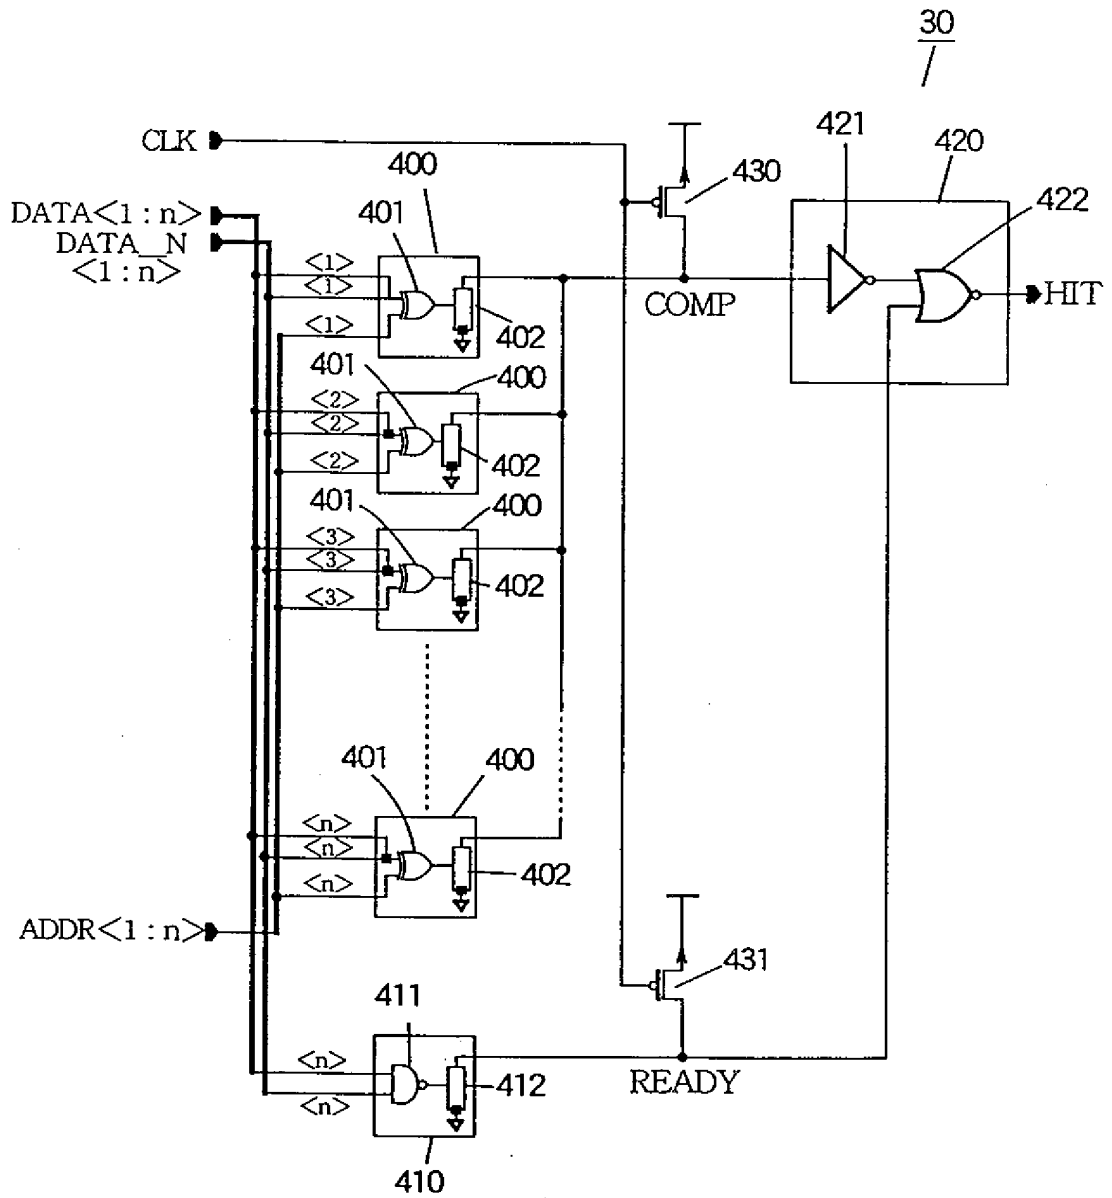 30
CLK
400
430
421
420
422
DATA<1 : n>
DATA_N
<1 : n>
401
<1>
<1>
<1>
402
COMP
HIT
401
400
<2>
<2>
<2>
402
401
400
<3>
<3>
<3>
402
401
400
<n>
<n>
<n>
402
ADDR<1 : n>
431
411
<n>
<n>
412
READY
410